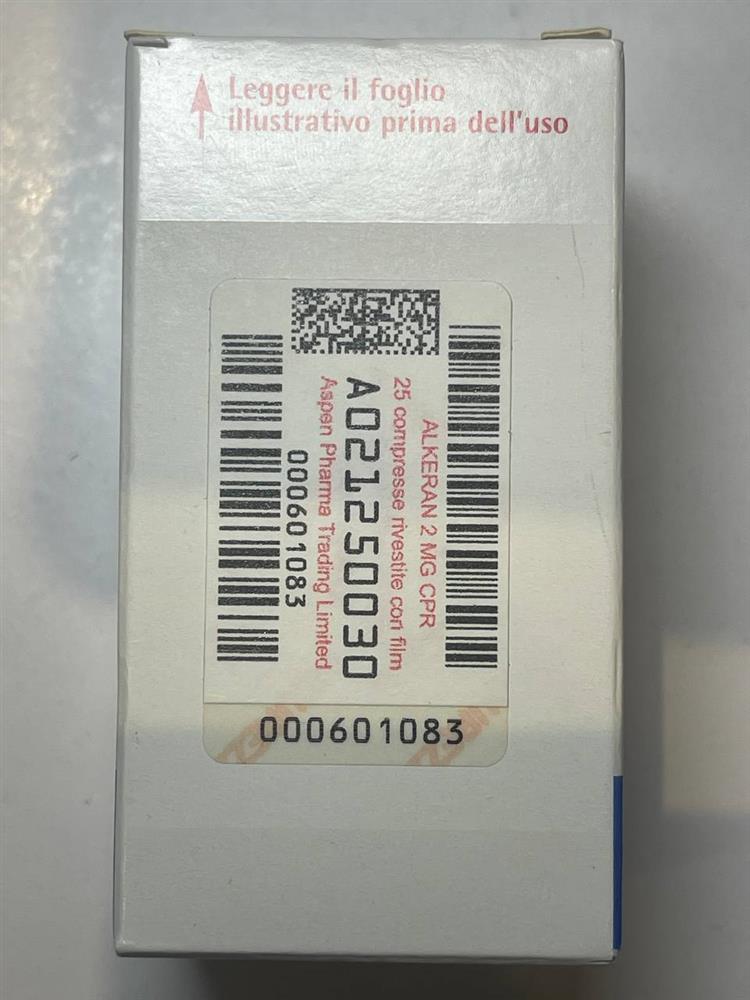 Leggere il foglio
illustrativo prima dell'uso
ALKERAN 2 MG CPR
25 compresse rivestite con film
A021250030
Aspen Pharma Trading Limited
000601083
000601083